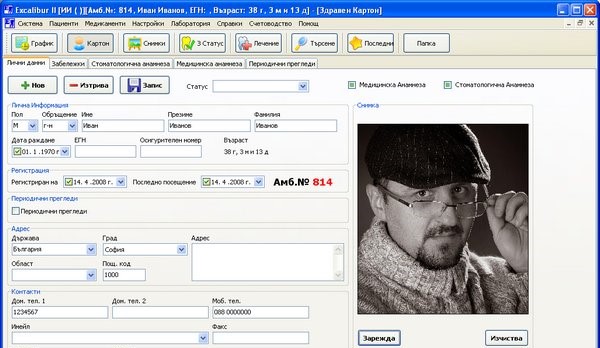 Excalibur II [ИИ ( )][Амб.№: 814, Иван Иванов, ЕГН: , Възраст: 38 г, 3 м и 13 д] - [Здравен Картон]
Система Пациенти Медикаменти Настройки Лаборатория Справки Счетоводство Помощ
График Картон Снимки З Статус Лечение Търсене Последни Папка
Лични данни Забележки Стоматологична анамнеза Медицинска анамнеза Периодични прегледи
Нов Изтрива Запис Статус Медицинска Анамнеза Стоматологична Анамнеза
Лична Информация
Пол Обръщение Име Презиме Фамилия
М г-н Иван Иванов Иванов
Дата раждане ЕГН Осигурителен номер Възраст
01. 1 .1970 г 38 г, 3 м и 13 д
Регистрация
Регистриран на 14. 4 .2008 г. Последно посещение 14. 4 .2008 г. Амб.№ 814
Периодични прегледи
Периодични прегледи
Адрес
Държава Град Адрес
България София
Област Пощ. код
1000
Контакти
Дом. тел. 1 Дом. тел. 2 Моб. тел.
1234567 088 0000000
Имейл Факс
Снимка
Зарежда Изчиства